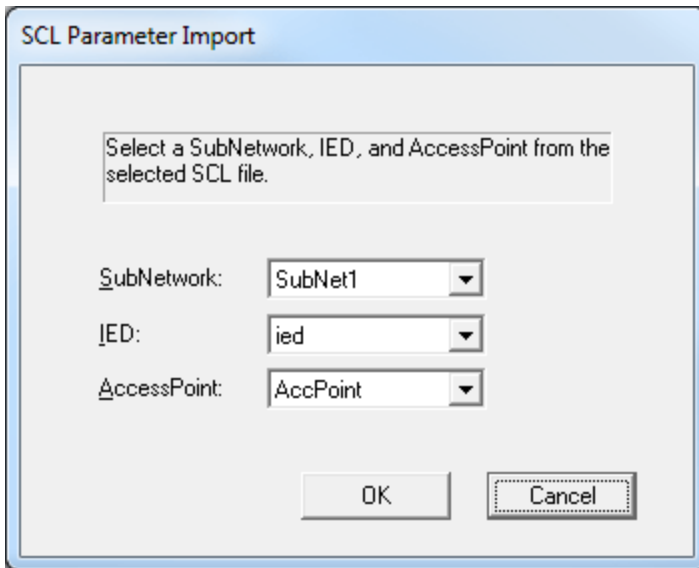 SCL Parameter Import
Select a SubNetwork, IED, and AccessPoint from the
selected SCL file.
SubNetwork: SubNet1
IED: ied
AccessPoint: AccPoint
OK Cancel